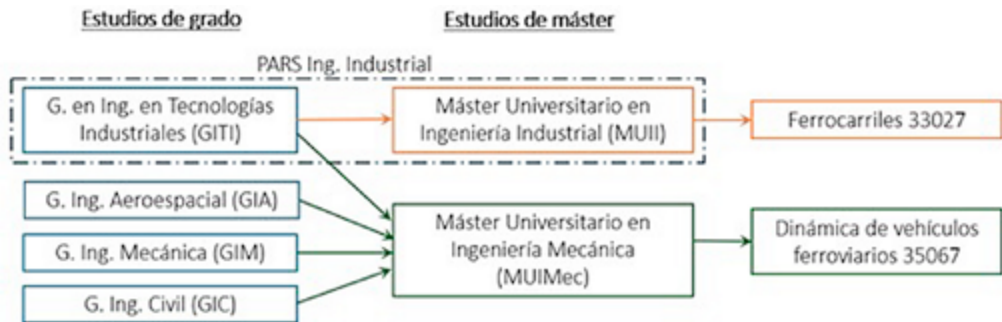 Estudios de grado
Estudios de máster
PARS Ing. Industrial
G. en Ing. en Tecnologías
Industriales (GITI)
Máster Universitario en
Ingeniería Industrial (MUII)
Ferrocarriles 33027
G. Ing. Aeroespacial (GIA)
G. Ing. Mecánica (GIM)
G. Ing. Civil (GIC)
Máster Universitario en
Ingeniería Mecánica
(MUIMec)
Dinámica de vehículos
ferroviarios 35067